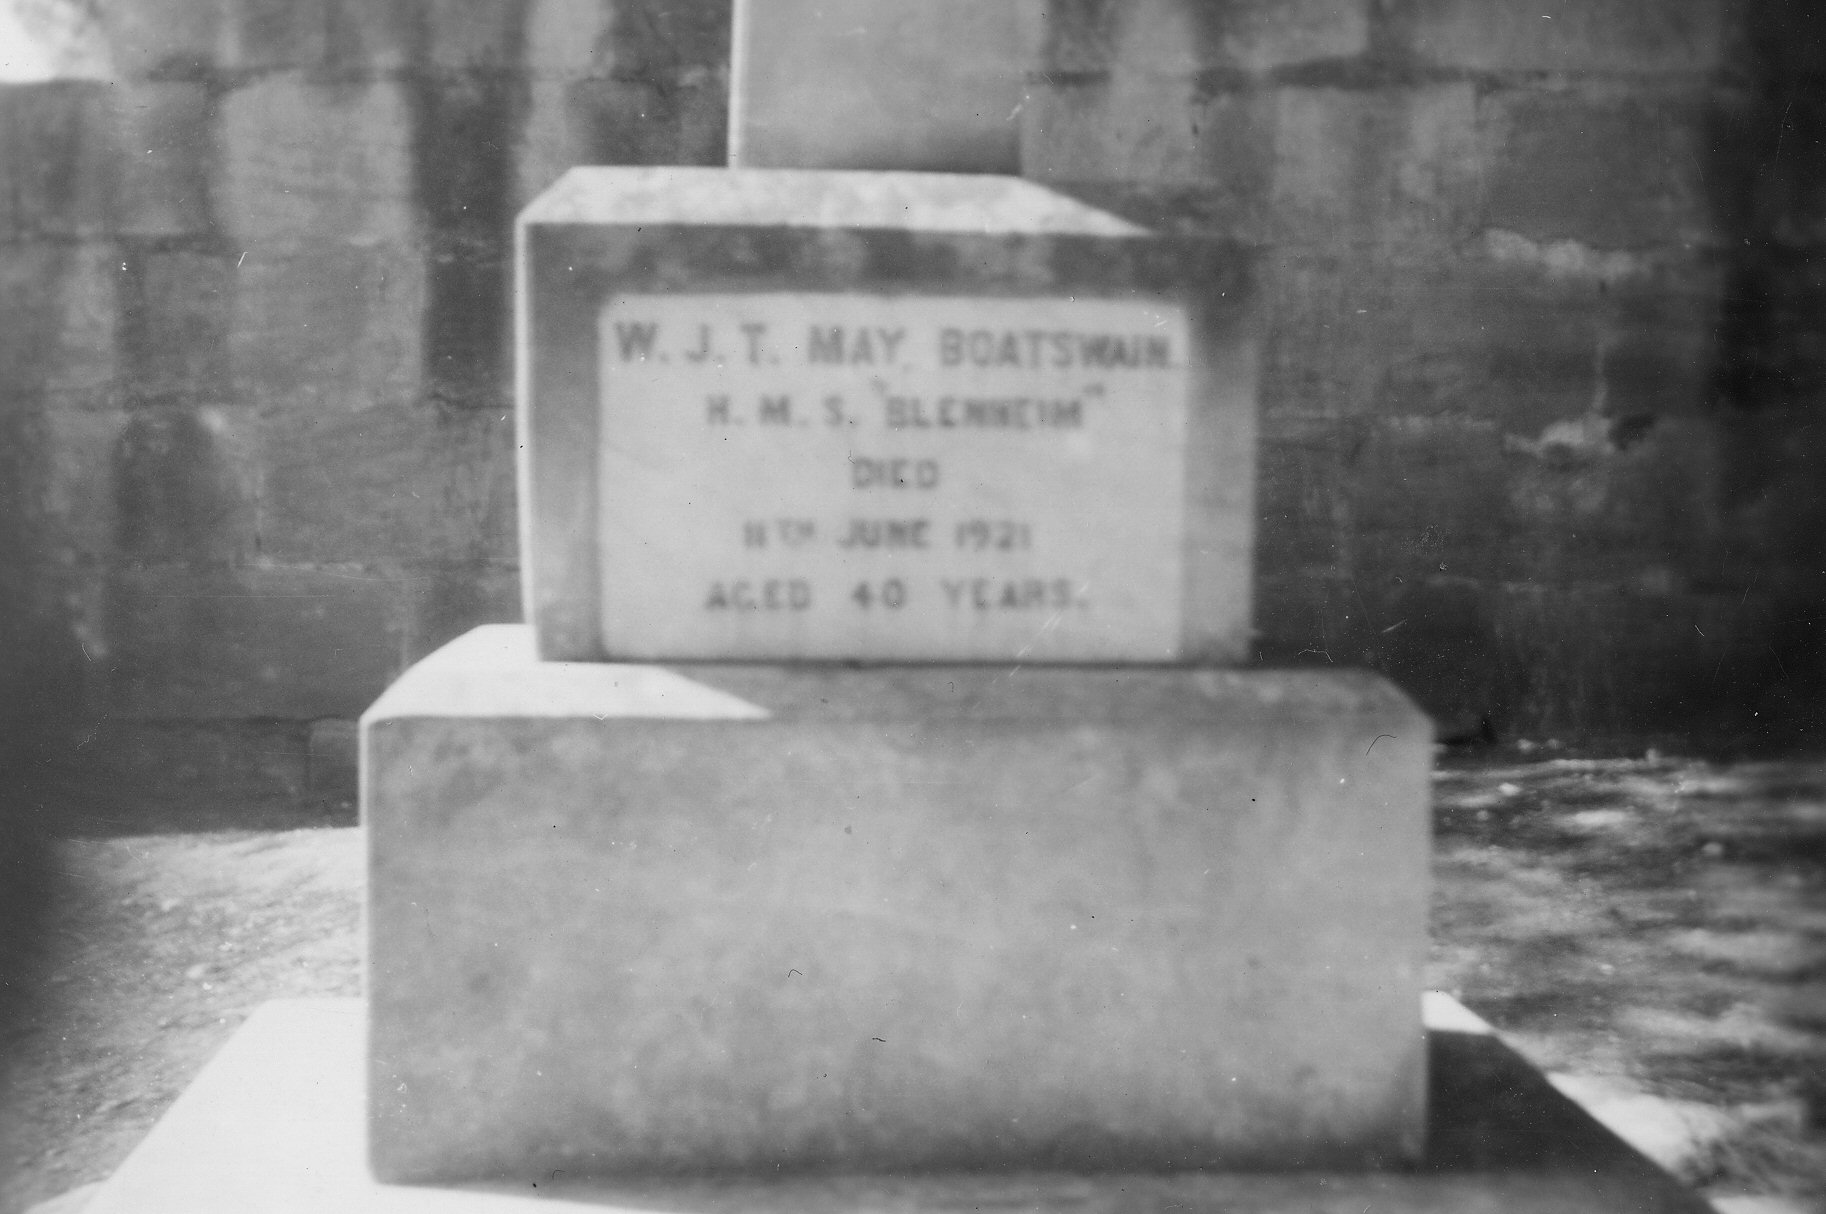 W. J. T. MAY, BOATSWAIN.
H. M. S. "BLENHEIM"
DIED
11TH JUNE 1921
AGED 40 YEARS.